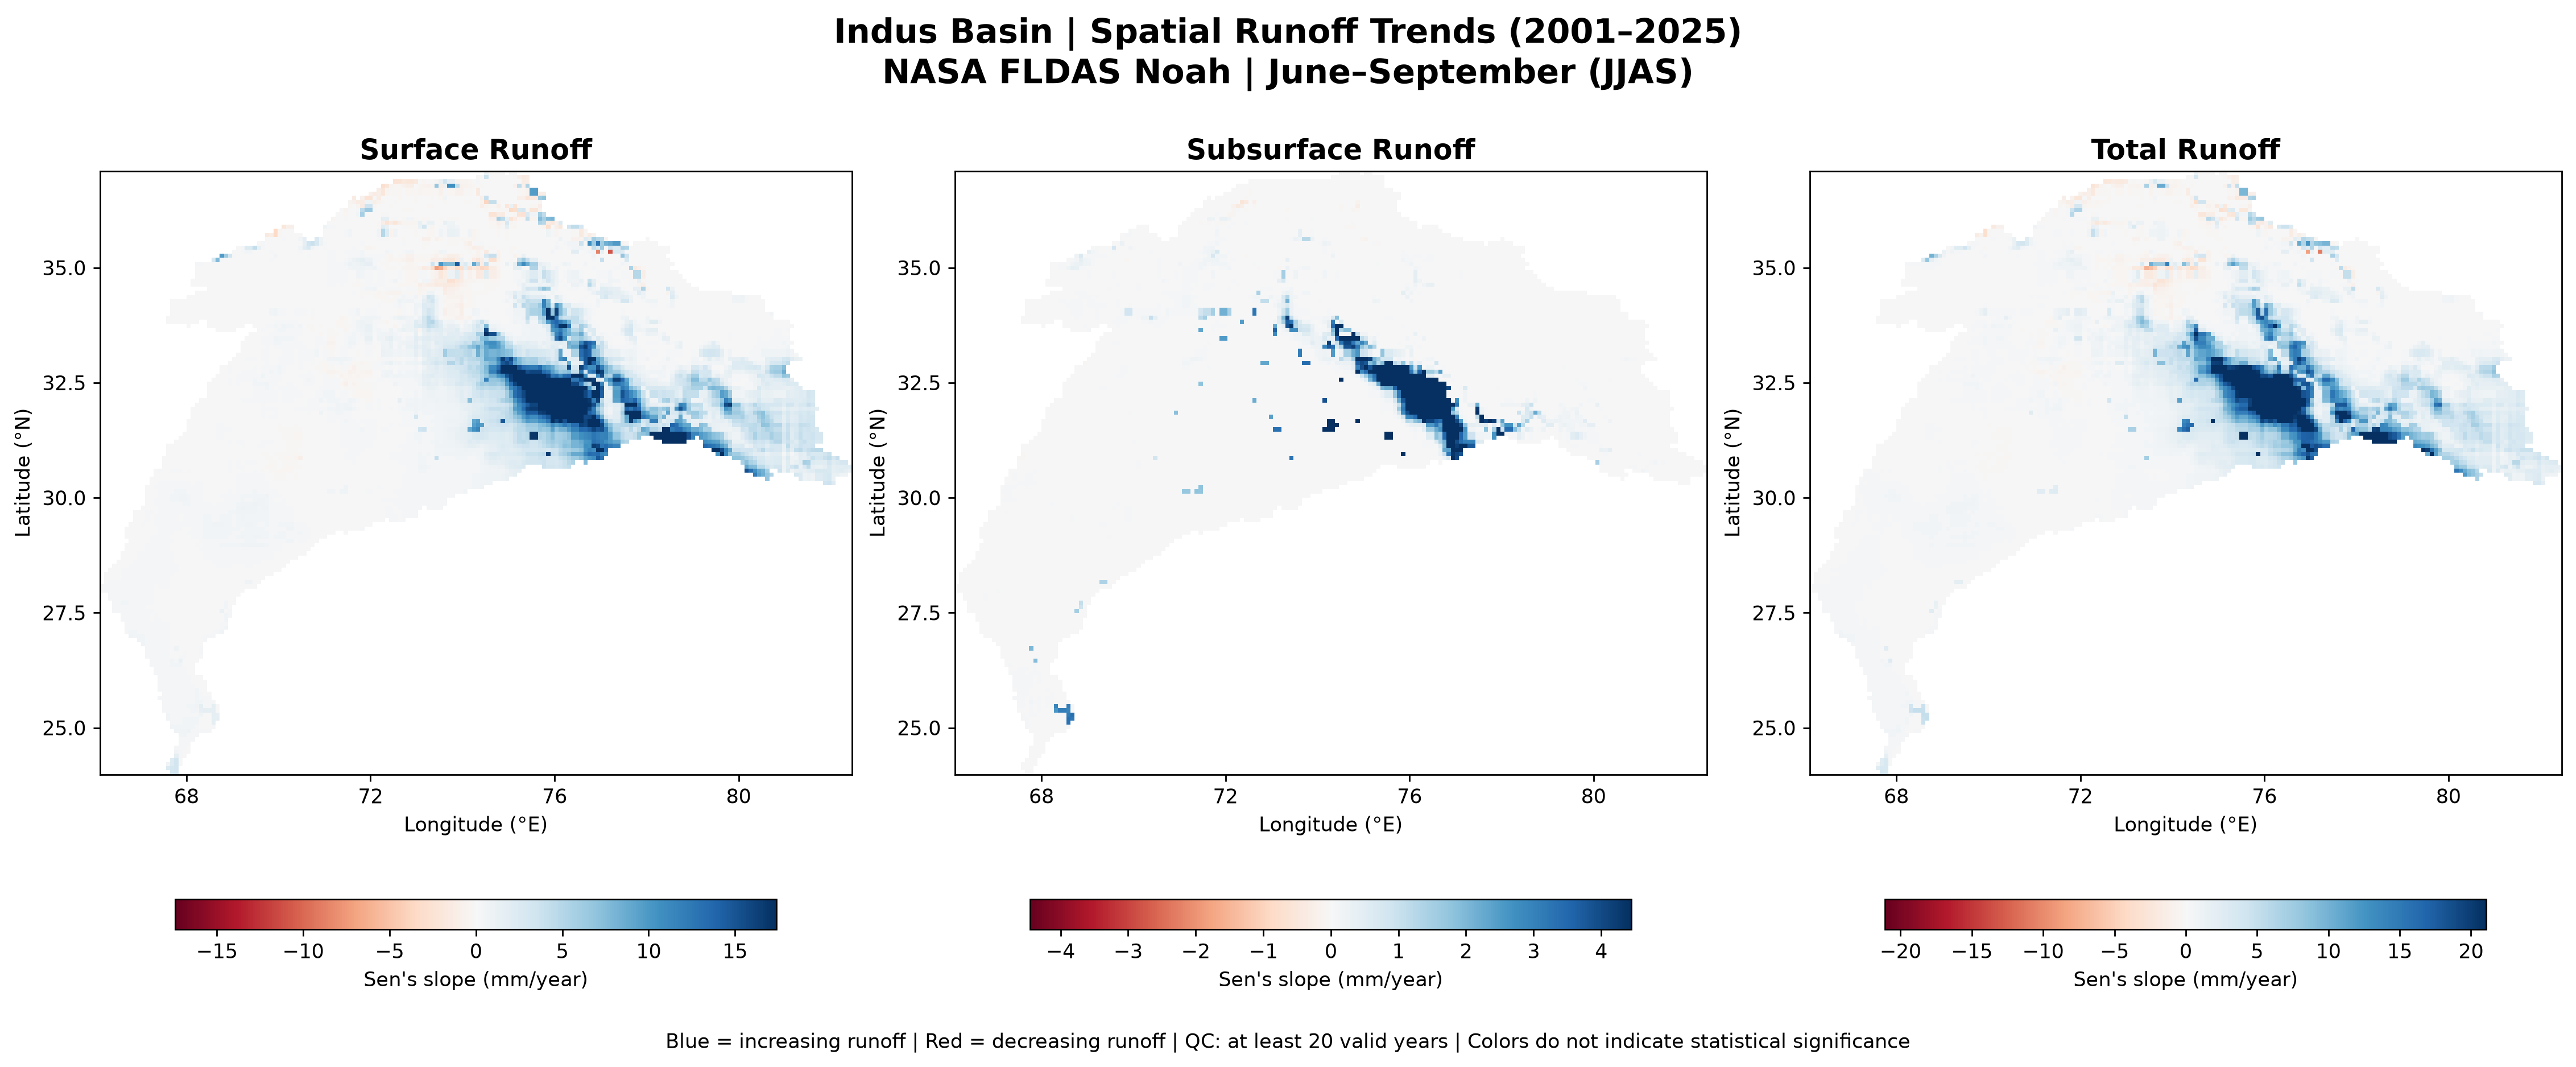 Indus Basin | Spatial Runoff Trends (2001–2025)
NASA FLDAS Noah | June–September (JJAS)
Surface Runoff
Latitude (°N)
35.0
32.5
30.0
27.5
25.0
68 72 76 80
Longitude (°E)
−15 −10 −5 0 5 10 15
Sen's slope (mm/year)
Subsurface Runoff
Latitude (°N)
35.0
32.5
30.0
27.5
25.0
68 72 76 80
Longitude (°E)
−4 −3 −2 −1 0 1 2 3 4
Sen's slope (mm/year)
Total Runoff
Latitude (°N)
35.0
32.5
30.0
27.5
25.0
68 72 76 80
Longitude (°E)
−20 −15 −10 −5 0 5 10 15 20
Sen's slope (mm/year)
Blue = increasing runoff | Red = decreasing runoff | QC: at least 20 valid years | Colors do not indicate statistical significance